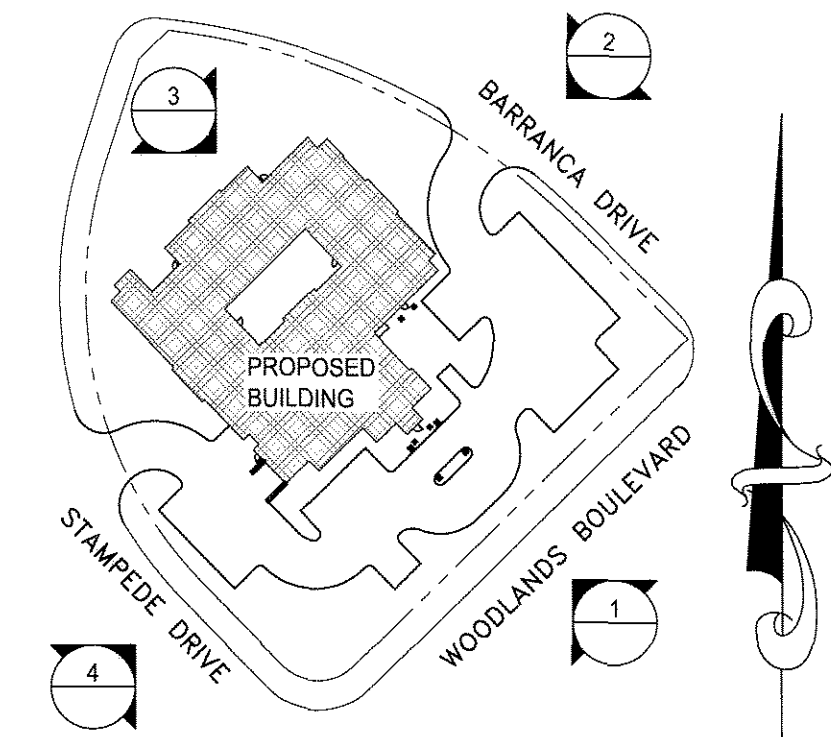 2
3
BARRANCA DRIVE
PROPOSED
BUILDING
STAMPEDE DRIVE
WOODLANDS BOULEVARD
1
4